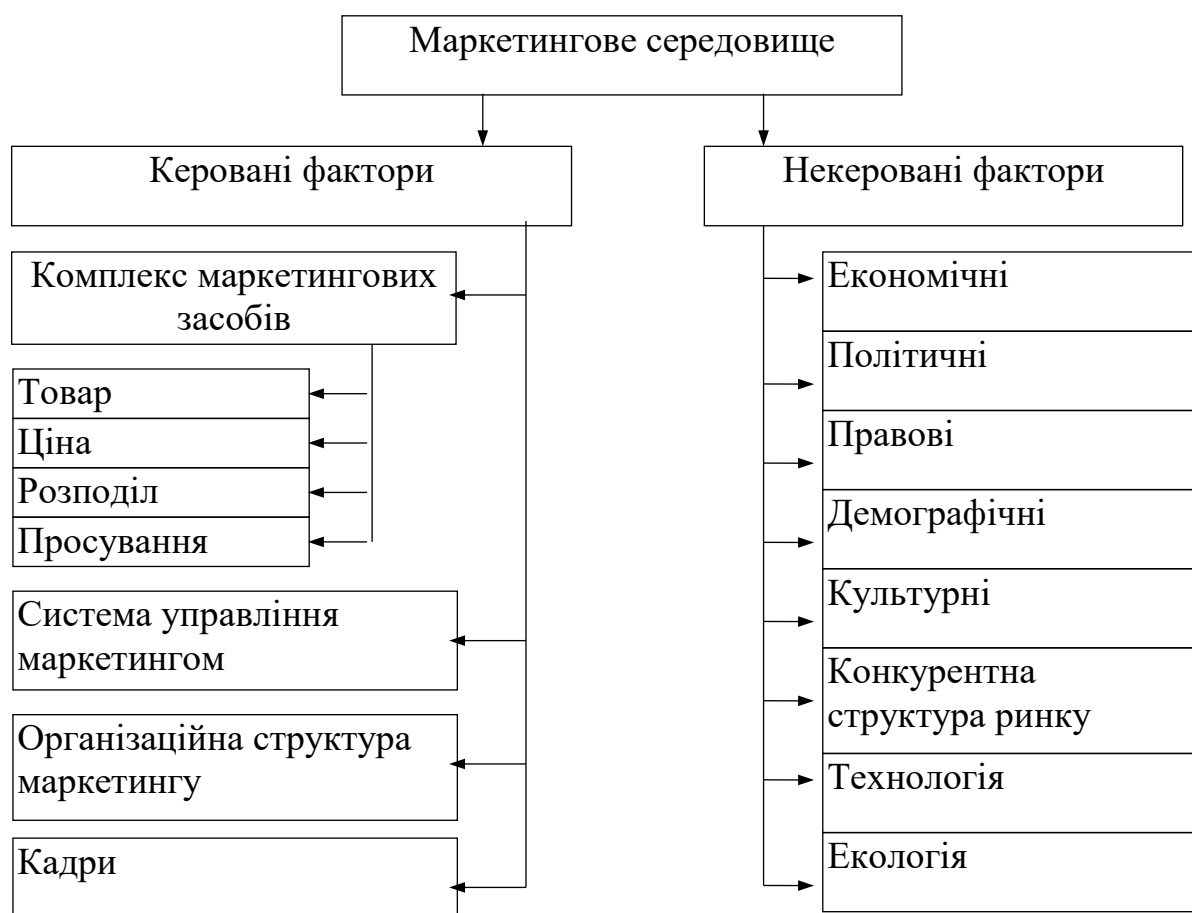 Маркетингове середовище
Керовані фактори
Комплекс маркетингових
засобів
Товар
Ціна
Розподіл
Просування
Система управління
маркетингом
Організаційна структура
маркетингу
Кадри
Некеровані фактори
Економічні
Політичні
Правові
Демографічні
Культурні
Конкурентна
структура ринку
Технологія
Екологія